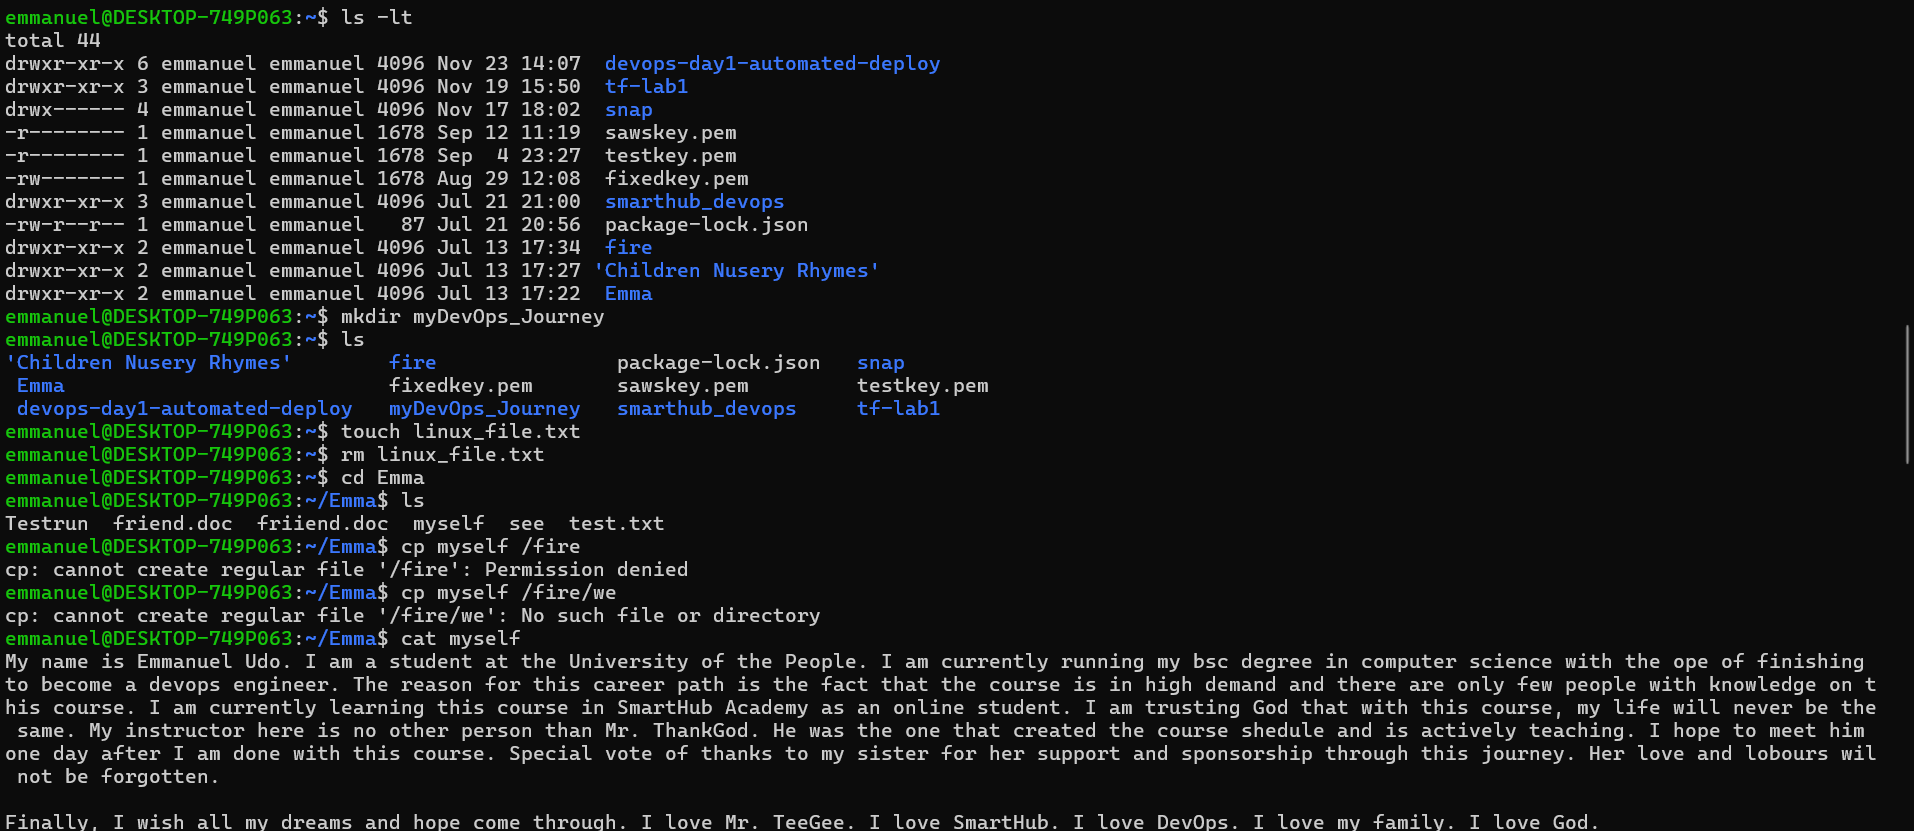 emmanuel@DESKTOP-749P063:~$ ls -lt
total 44
drwxr-xr-x 6 emmanuel emmanuel 4096 Nov 23 14:07  devops-day1-automated-deploy
drwxr-xr-x 3 emmanuel emmanuel 4096 Nov 19 15:50  tf-lab1
drwx------ 4 emmanuel emmanuel 4096 Nov 17 18:02  snap
-r-------- 1 emmanuel emmanuel 1678 Sep 12 11:19  sawskey.pem
-r-------- 1 emmanuel emmanuel 1678 Sep  4 23:27  testkey.pem
-rw------- 1 emmanuel emmanuel 1678 Aug 29 12:08  fixedkey.pem
drwxr-xr-x 3 emmanuel emmanuel 4096 Jul 21 21:00  smarthub_devops
-rw-r--r-- 1 emmanuel emmanuel   87 Jul 21 20:56  package-lock.json
drwxr-xr-x 2 emmanuel emmanuel 4096 Jul 13 17:34  fire
drwxr-xr-x 2 emmanuel emmanuel 4096 Jul 13 17:27 'Children Nusery Rhymes'
drwxr-xr-x 2 emmanuel emmanuel 4096 Jul 13 17:22  Emma
emmanuel@DESKTOP-749P063:~$ mkdir myDevOps_Journey
emmanuel@DESKTOP-749P063:~$ ls
'Children Nusery Rhymes'        fire               package-lock.json   snap
 Emma                           fixedkey.pem       sawskey.pem         testkey.pem
 devops-day1-automated-deploy   myDevOps_Journey   smarthub_devops     tf-lab1
emmanuel@DESKTOP-749P063:~$ touch linux_file.txt
emmanuel@DESKTOP-749P063:~$ rm linux_file.txt
emmanuel@DESKTOP-749P063:~$ cd Emma
emmanuel@DESKTOP-749P063:~/Emma$ ls
Testrun  friend.doc  friiend.doc  myself  see  test.txt
emmanuel@DESKTOP-749P063:~/Emma$ cp myself /fire
cp: cannot create regular file '/fire': Permission denied
emmanuel@DESKTOP-749P063:~/Emma$ cp myself /fire/we
cp: cannot create regular file '/fire/we': No such file or directory
emmanuel@DESKTOP-749P063:~/Emma$ cat myself
My name is Emmanuel Udo. I am a student at the University of the People. I am currently running my bsc degree in computer science with the ope of finishing
to become a devops engineer. The reason for this career path is the fact that the course is in high demand and there are only few people with knowledge on t
his course. I am currently learning this course in SmartHub Academy as an online student. I am trusting God that with this course, my life will never be the
 same. My instructor here is no other person than Mr. ThankGod. He was the one that created the course shedule and is actively teaching. I hope to meet him
one day after I am done with this course. Special vote of thanks to my sister for her support and sponsorship through this journey. Her love and lobours wil
 not be forgotten.
Finally, I wish all my dreams and hope come through. I love Mr. TeeGee. I love SmartHub. I love DevOps. I love my family. I love God.